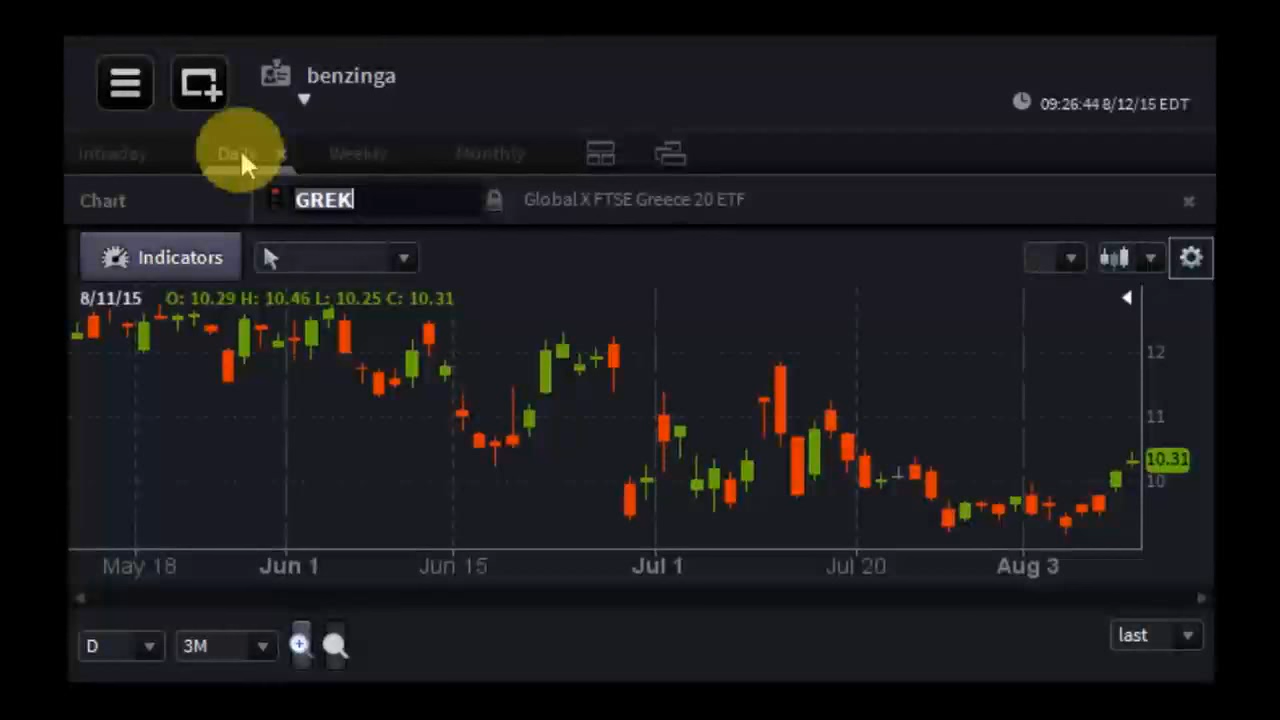 benzinga
09:26:44 8/12/15 EDT
Intraday Daily × Weekly Monthly
Chart GREK Global X FTSE Greece 20 ETF ×
Indicators
8/11/15 O: 10.29 H: 10.46 L: 10.25 C: 10.31
12
11
10.31
10
May 18 Jun 1 Jun 15 Jul 1 Jul 20 Aug 3
D 3M last